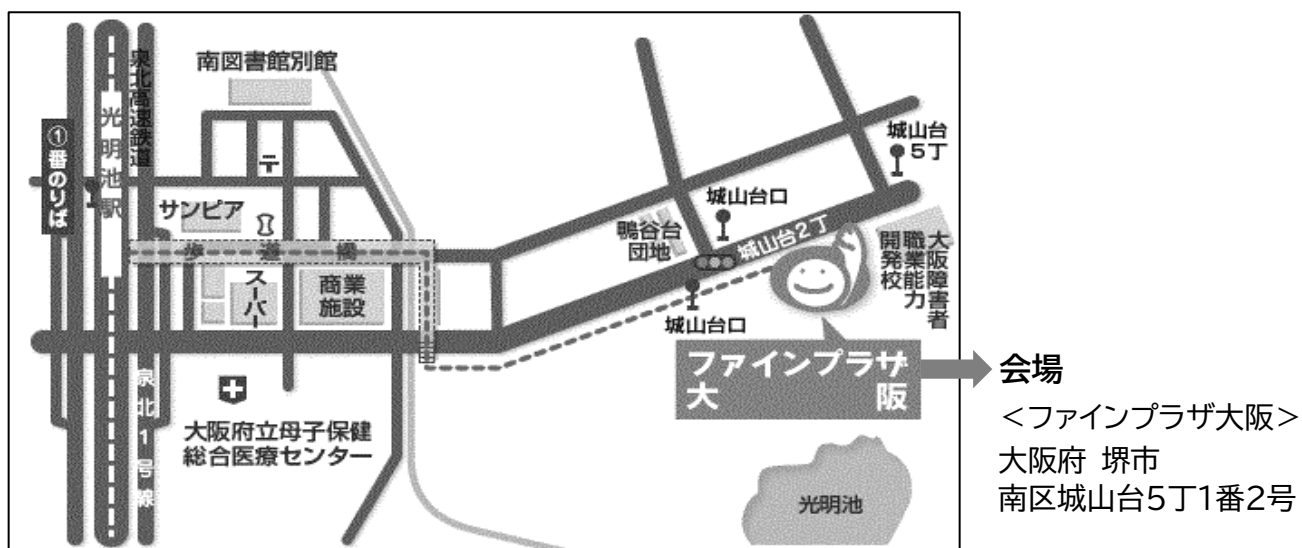 南図書館別館
泉北高速鉄道
光明池駅
①番のりば
〒
サンピア
歩道橋
スーパー
商業
施設
泉北1号線
大阪府立母子保健
総合医療センター
鴨谷台
団地
城山台口
城山台2丁
城山台口
城山台
5丁
大阪障害者
職業能力
開発校
ファインプラザ
大阪
光明池
会場
<ファインプラザ大阪>
大阪府 堺市
南区城山台5丁1番2号